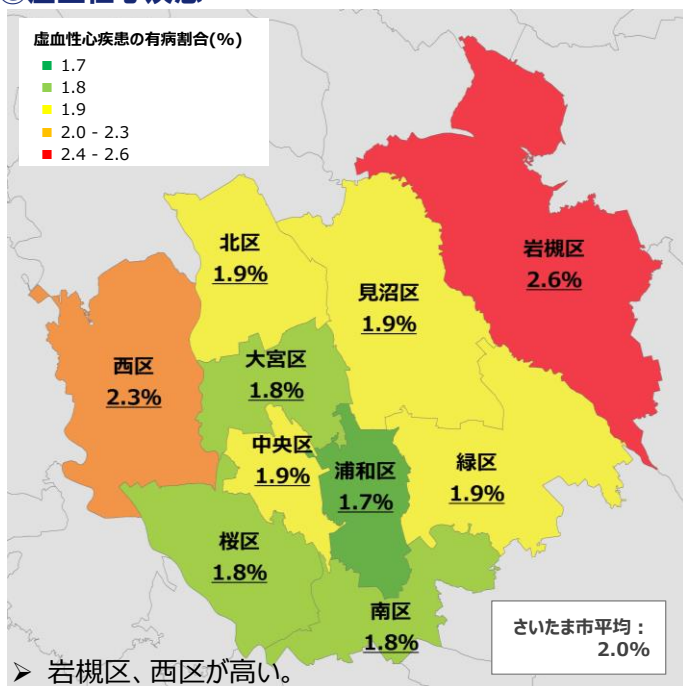 虚血性心疾患の有病割合(%)
1.7
1.8
1.9
2.0 - 2.3
2.4 - 2.6
北区
1.9%
見沼区
1.9%
岩槻区
2.6%
西区
2.3%
大宮区
1.8%
中央区
1.9%
浦和区
1.7%
緑区
1.9%
桜区
1.8%
南区
1.8%
さいたま市平均：
2.0%
➢ 岩槻区、西区が高い。